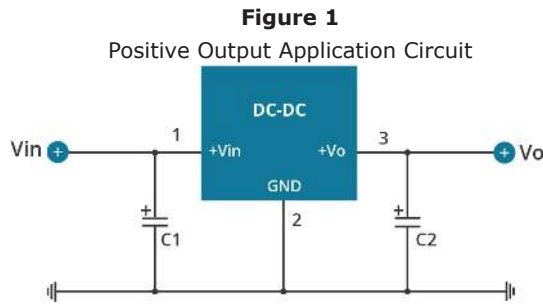 Figure 1
Positive Output Application Circuit
DC-DC
Vin + 1 +Vin +Vo 3 + Vo
GND
2
+ C1
+ C2